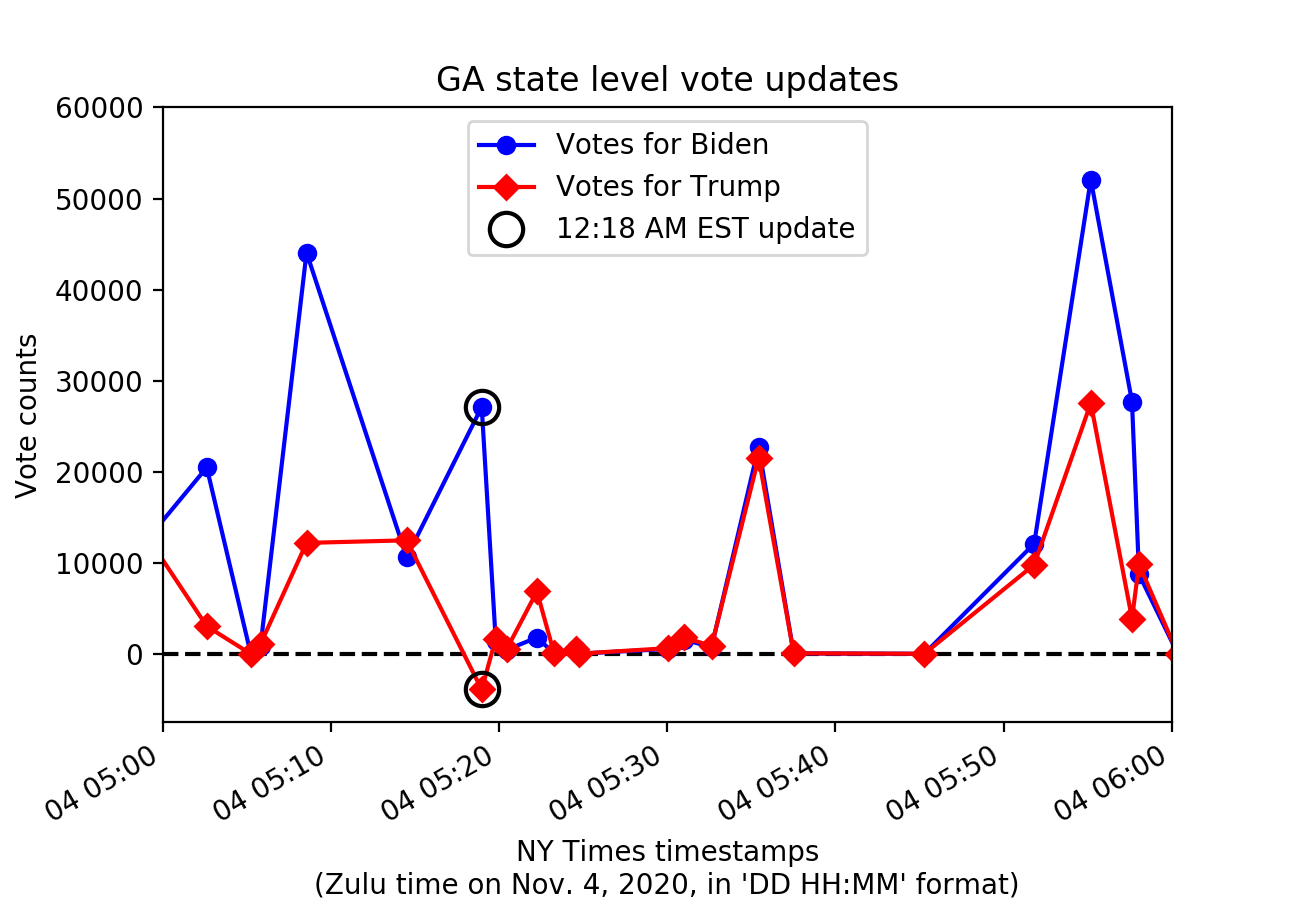 GA state level vote updates
60000
50000
40000
30000
20000
10000
0
Vote counts
Votes for Biden
Votes for Trump
12:18 AM EST update
04 05:00
04 05:10
04 05:20
04 05:30
04 05:40
04 05:50
04 06:00
NY Times timestamps
(Zulu time on Nov. 4, 2020, in 'DD HH:MM' format)